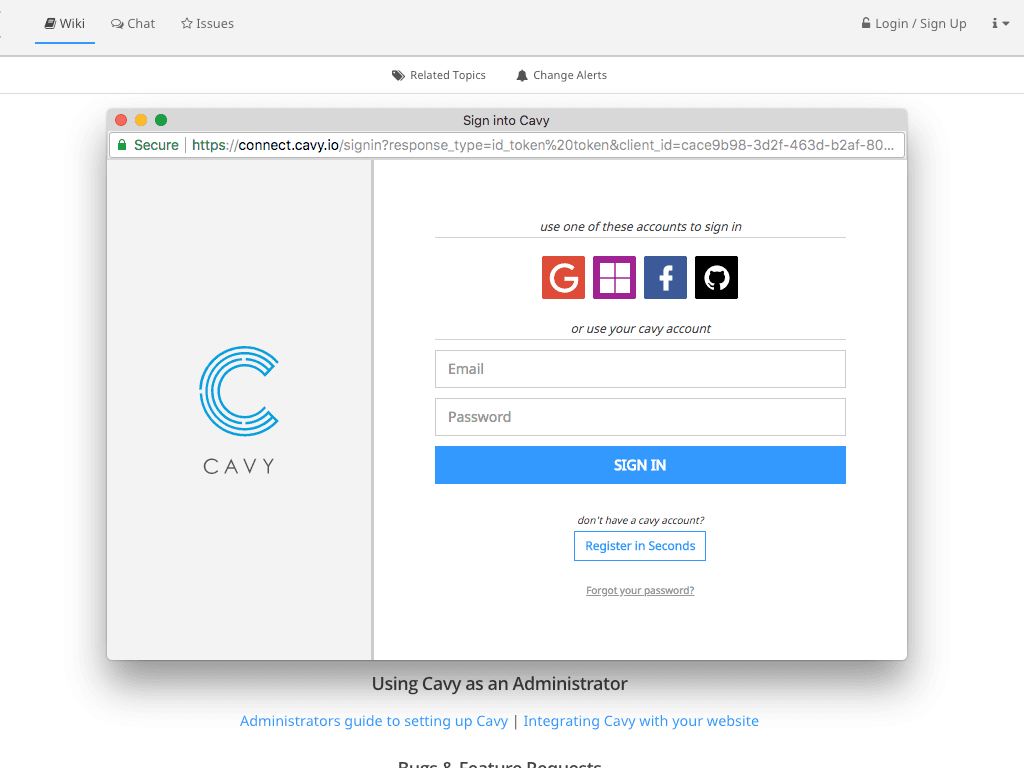 Wiki Chat Issues Login / Sign Up
Related Topics Change Alerts
Sign into Cavy
Secure https://connect.cavy.io/signin?response_type=id_token%20token&client_id=cace9b98-3d2f-463d-b2af-80...
use one of these accounts to sign in
or use your cavy account
Email
Password
SIGN IN
CAVY
don't have a cavy account?
Register in Seconds
Forgot your password?
Using Cavy as an Administrator
Administrators guide to setting up Cavy | Integrating Cavy with your website
Bugs & Feature Requests